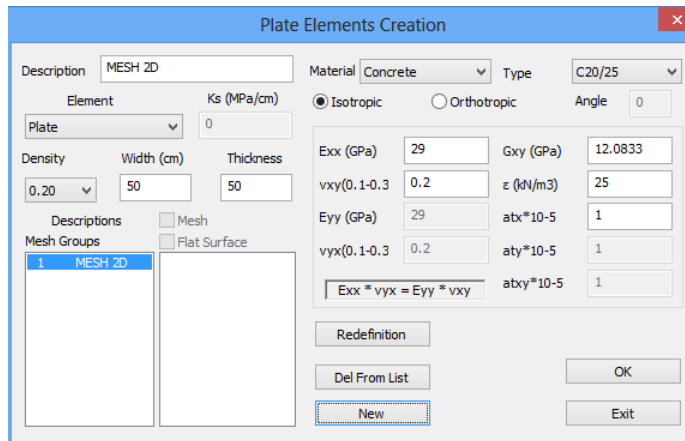 Plate Elements Creation
Description MESH 2D Material Concrete Type C20/25
Element Ks (MPa/cm) Isotropic Orthotropic Angle 0
Plate 0
Exx (GPa) 29 Gxy (GPa) 12.0833
Density Width (cm) Thickness
0.20 50 50
vxy(0.1-0.3 0.2 ε (kN/m3) 25
Eyy (GPa) 29 atx*10-5 1
Descriptions Mesh
Mesh Groups Flat Surface
vyx(0.1-0.3 0.2 aty*10-5 1
1 MESH 2D
Exx * vyx = Eyy * vxy atxy*10-5 1
Redefinition
Del From List OK
New Exit